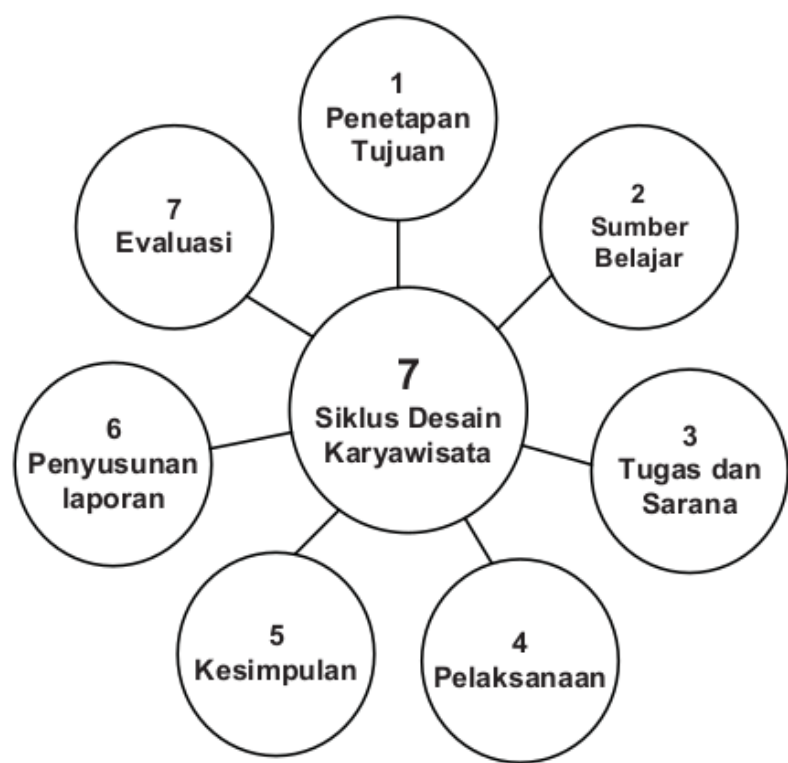 1
Penetapan
Tujuan
2
Sumber
Belajar
3
Tugas dan
Sarana
4
Pelaksanaan
5
Kesimpulan
6
Penyusunan
laporan
7
Evaluasi
7
Siklus Desain
Karyawisata